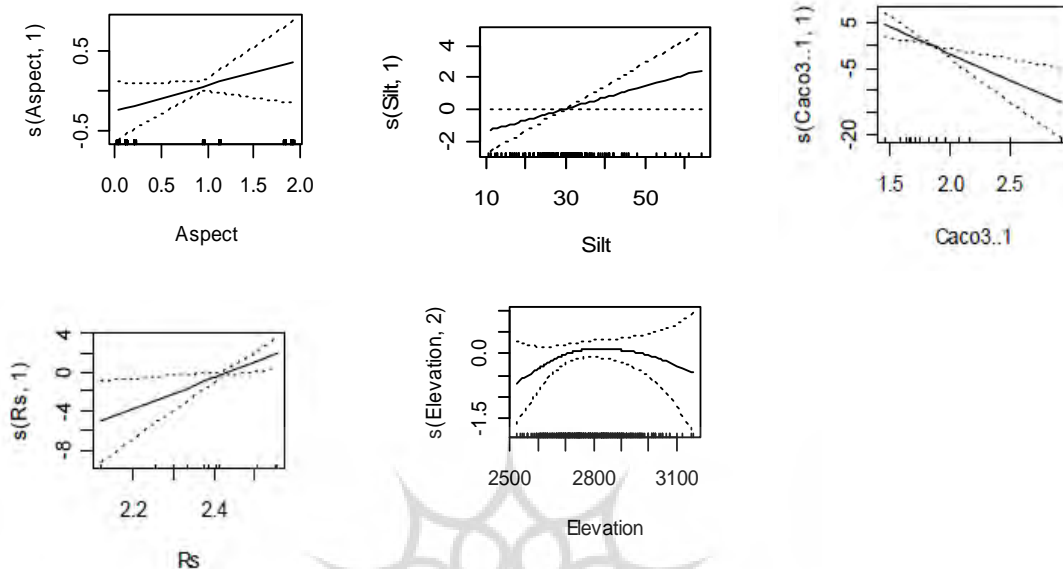 s(Aspect, 1)
0.5
-0.5
0.0 0.5 1.0 1.5 2.0
Aspect
s(Silt, 1)
4
2
0
-2
10 30 50
Silt
s(Caco3..1, 1)
5
-5
-20
1.5 2.0 2.5
Caco3..1
s(Rs, 1)
4
0
-4
-8
2.2 2.4
Rs
s(Elevation, 2)
0.0
-1.5
2500 2800 3100
Elevation